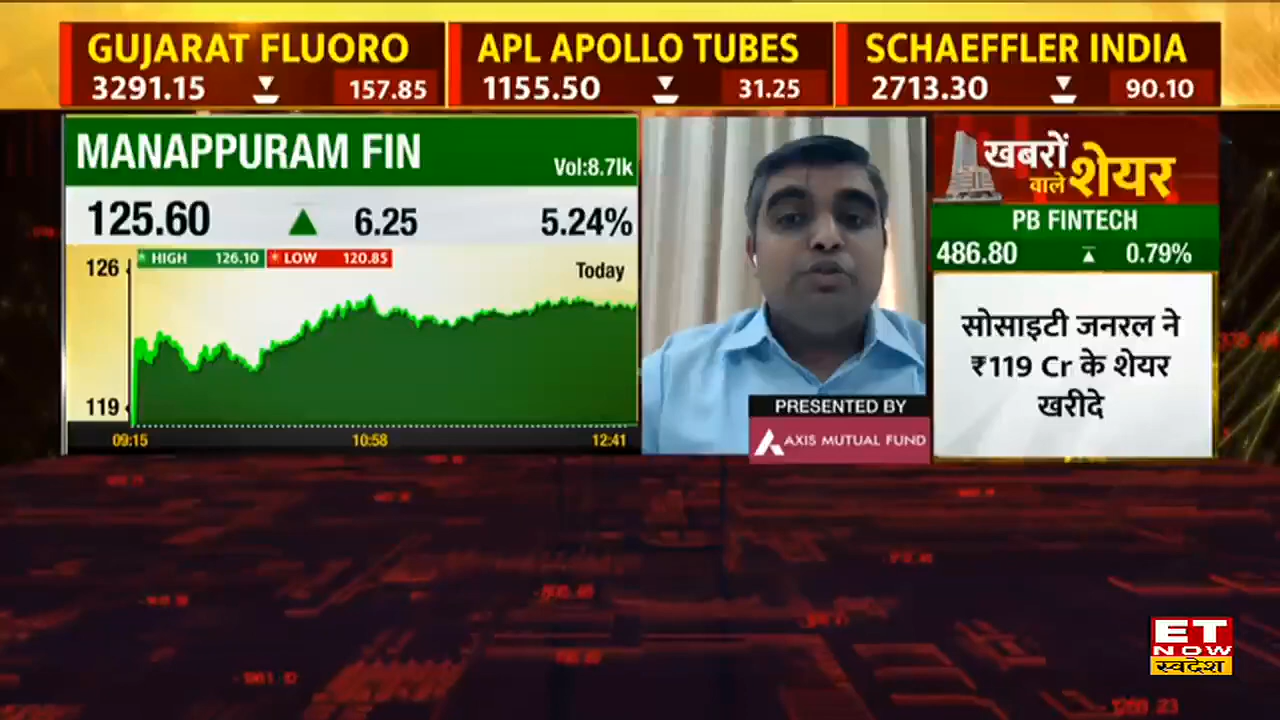 GUJARAT FLUORO
3291.15 157.85
APL APOLLO TUBES
1155.50 31.25
SCHAEFFLER INDIA
2713.30 90.10
MANAPPURAM FIN Vol:8.7lk
125.60 6.25 5.24%
HIGH 126.10 LOW 120.85
Today
126
119
09:15 10:58 12:41
PRESENTED BY
AXIS MUTUAL FUND
खबरों
वाले शेयर
PB FINTECH
486.80 0.79%
सोसाइटी जनरल ने
₹119 Cr के शेयर
खरीदे
ET
NOW
स्वदेश